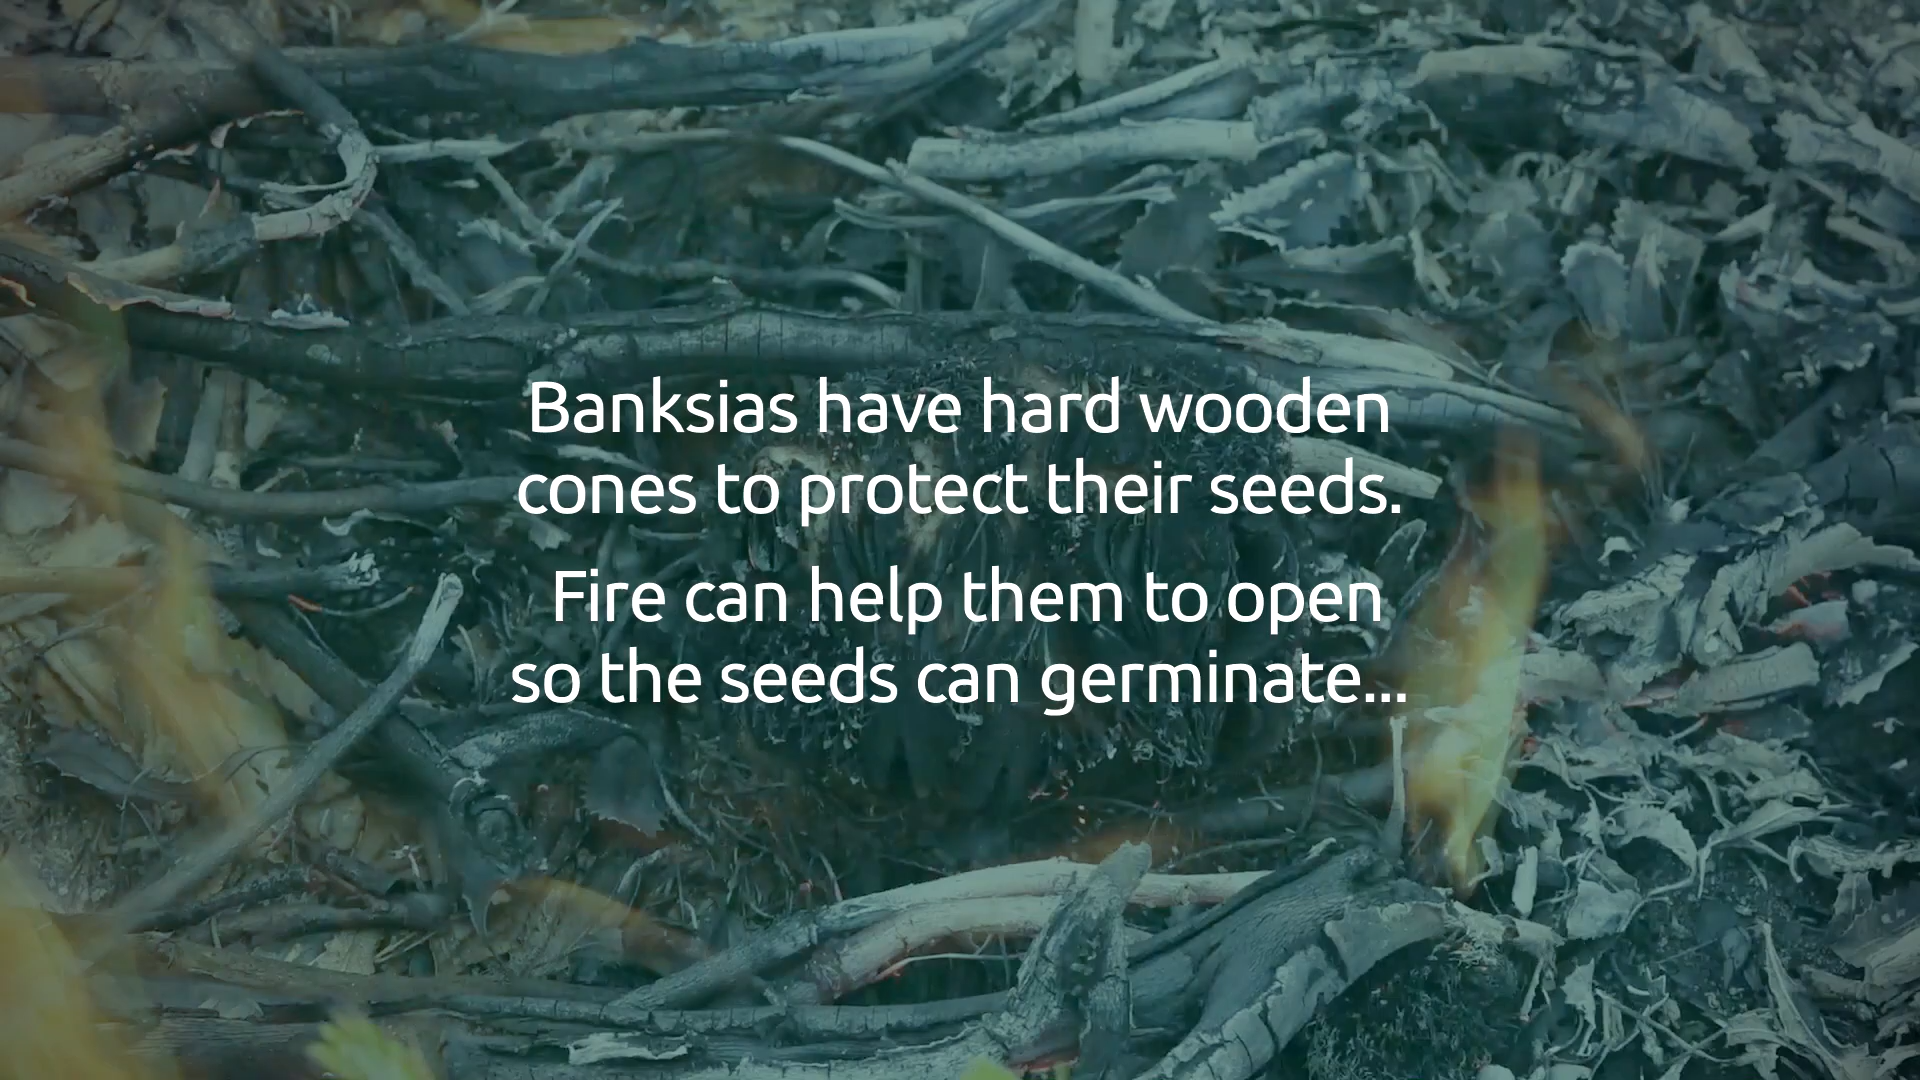 Banksias have hard wooden
cones to protect their seeds.
Fire can help them to open
so the seeds can germinate...